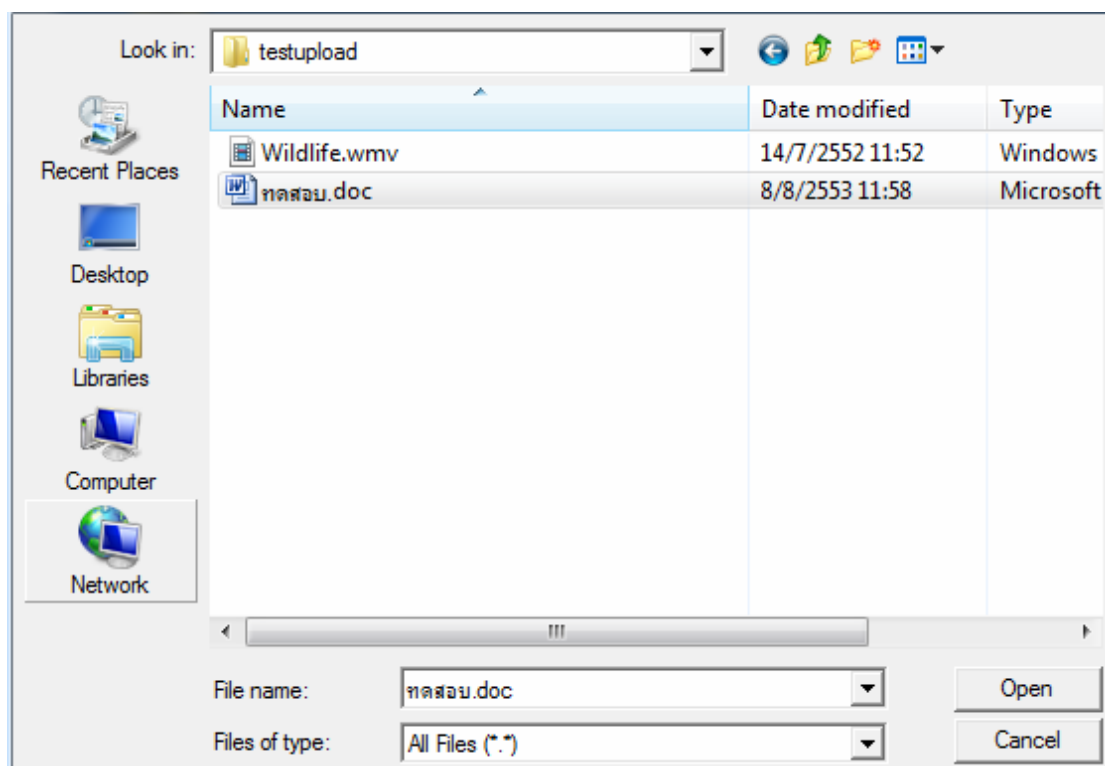 Look in: testupload
Name Date modified Type
Wildlife.wmv 14/7/2552 11:52 Windows
ทดสอบ.doc 8/8/2553 11:58 Microsoft
Recent Places
Desktop
Libraries
Computer
Network
File name: ทดสอบ.doc Open
Files of type: All Files (*.*) Cancel